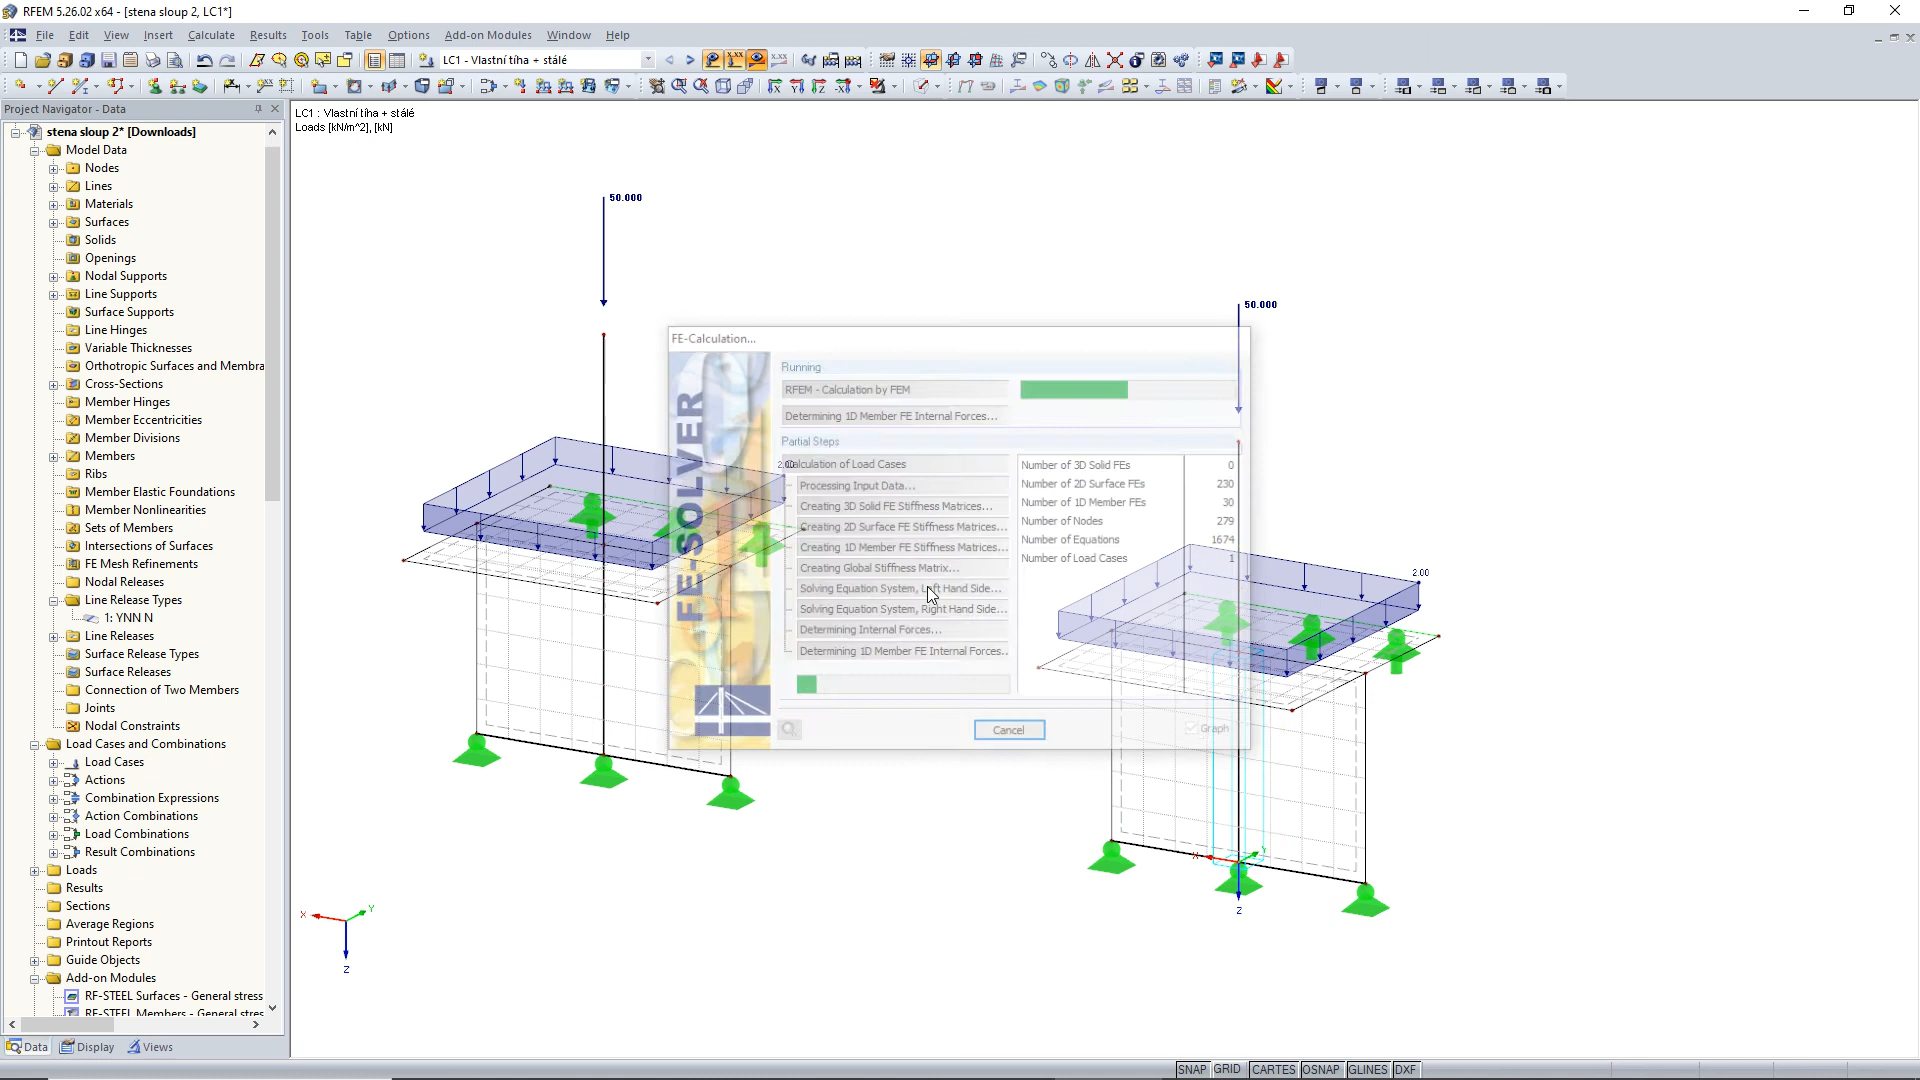 RFEM 5.26.02 x64 - [stena sloup 2, LC1*]
File Edit View Insert Calculate Results Tools Table Options Add-on Modules Window Help
LC1 - Vlastní tíha + stálé
Project Navigator - Data
stena sloup 2* [Downloads]
Model Data
Nodes
Lines
Materials
Surfaces
Solids
Openings
Nodal Supports
Line Supports
Surface Supports
Line Hinges
Variable Thicknesses
Orthotropic Surfaces and Membra
Cross-Sections
Member Hinges
Member Eccentricities
Member Divisions
Members
Ribs
Member Elastic Foundations
Member Nonlinearities
Sets of Members
Intersections of Surfaces
FE Mesh Refinements
Nodal Releases
Line Release Types
1: YNN N
Line Releases
Surface Release Types
Surface Releases
Connection of Two Members
Joints
Nodal Constraints
Load Cases and Combinations
Load Cases
Actions
Combination Expressions
Action Combinations
Load Combinations
Result Combinations
Loads
Results
Sections
Average Regions
Printout Reports
Guide Objects
Add-on Modules
RF-STEEL Surfaces - General stress
RF-STEEL Members - General stres
Data Display Views
LC1 : Vlastní tíha + stálé
Loads [kN/m^2], [kN]
50.000
50.000
2.00
2.00
X
Y
Z
X
Y
Z
FE-Calculation...
FE-SOLVER
Running
RFEM - Calculation by FEM
Determining 1D Member FE Internal Forces...
Partial Steps
Calculation of Load Cases
Processing Input Data...
Creating 3D Solid FE Stiffness Matrices...
Creating 2D Surface FE Stiffness Matrices...
Creating 1D Member FE Stiffness Matrices...
Creating Global Stiffness Matrix...
Solving Equation System, Left Hand Side...
Solving Equation System, Right Hand Side...
Determining Internal Forces...
Determining 1D Member FE Internal Forces..
Number of 3D Solid FEs 0
Number of 2D Surface FEs 230
Number of 1D Member FEs 30
Number of Nodes 279
Number of Equations 1674
Number of Load Cases 1
Cancel
Graph
SNAP GRID CARTES OSNAP GLINES DXF